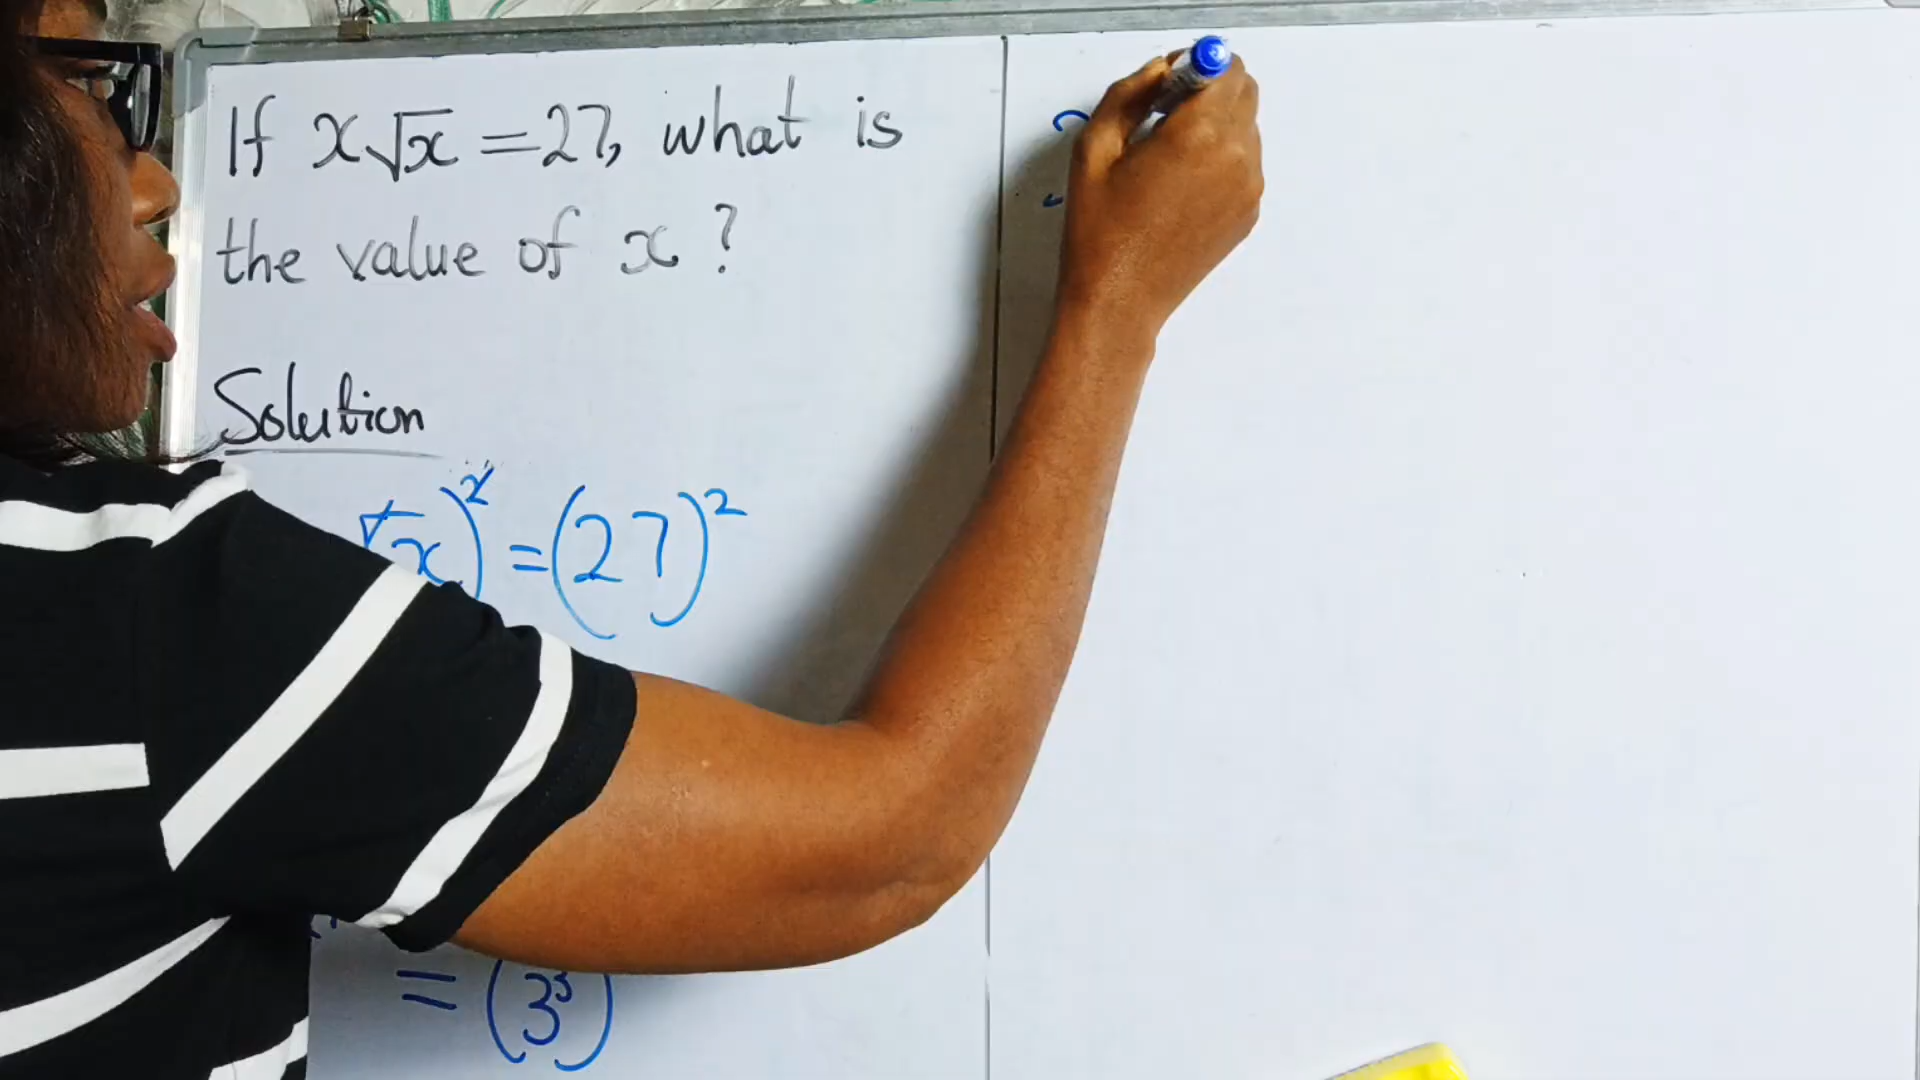 If x√x = 27, what is
the value of x ?
Solution
√x)² = (27)²
= (3³)